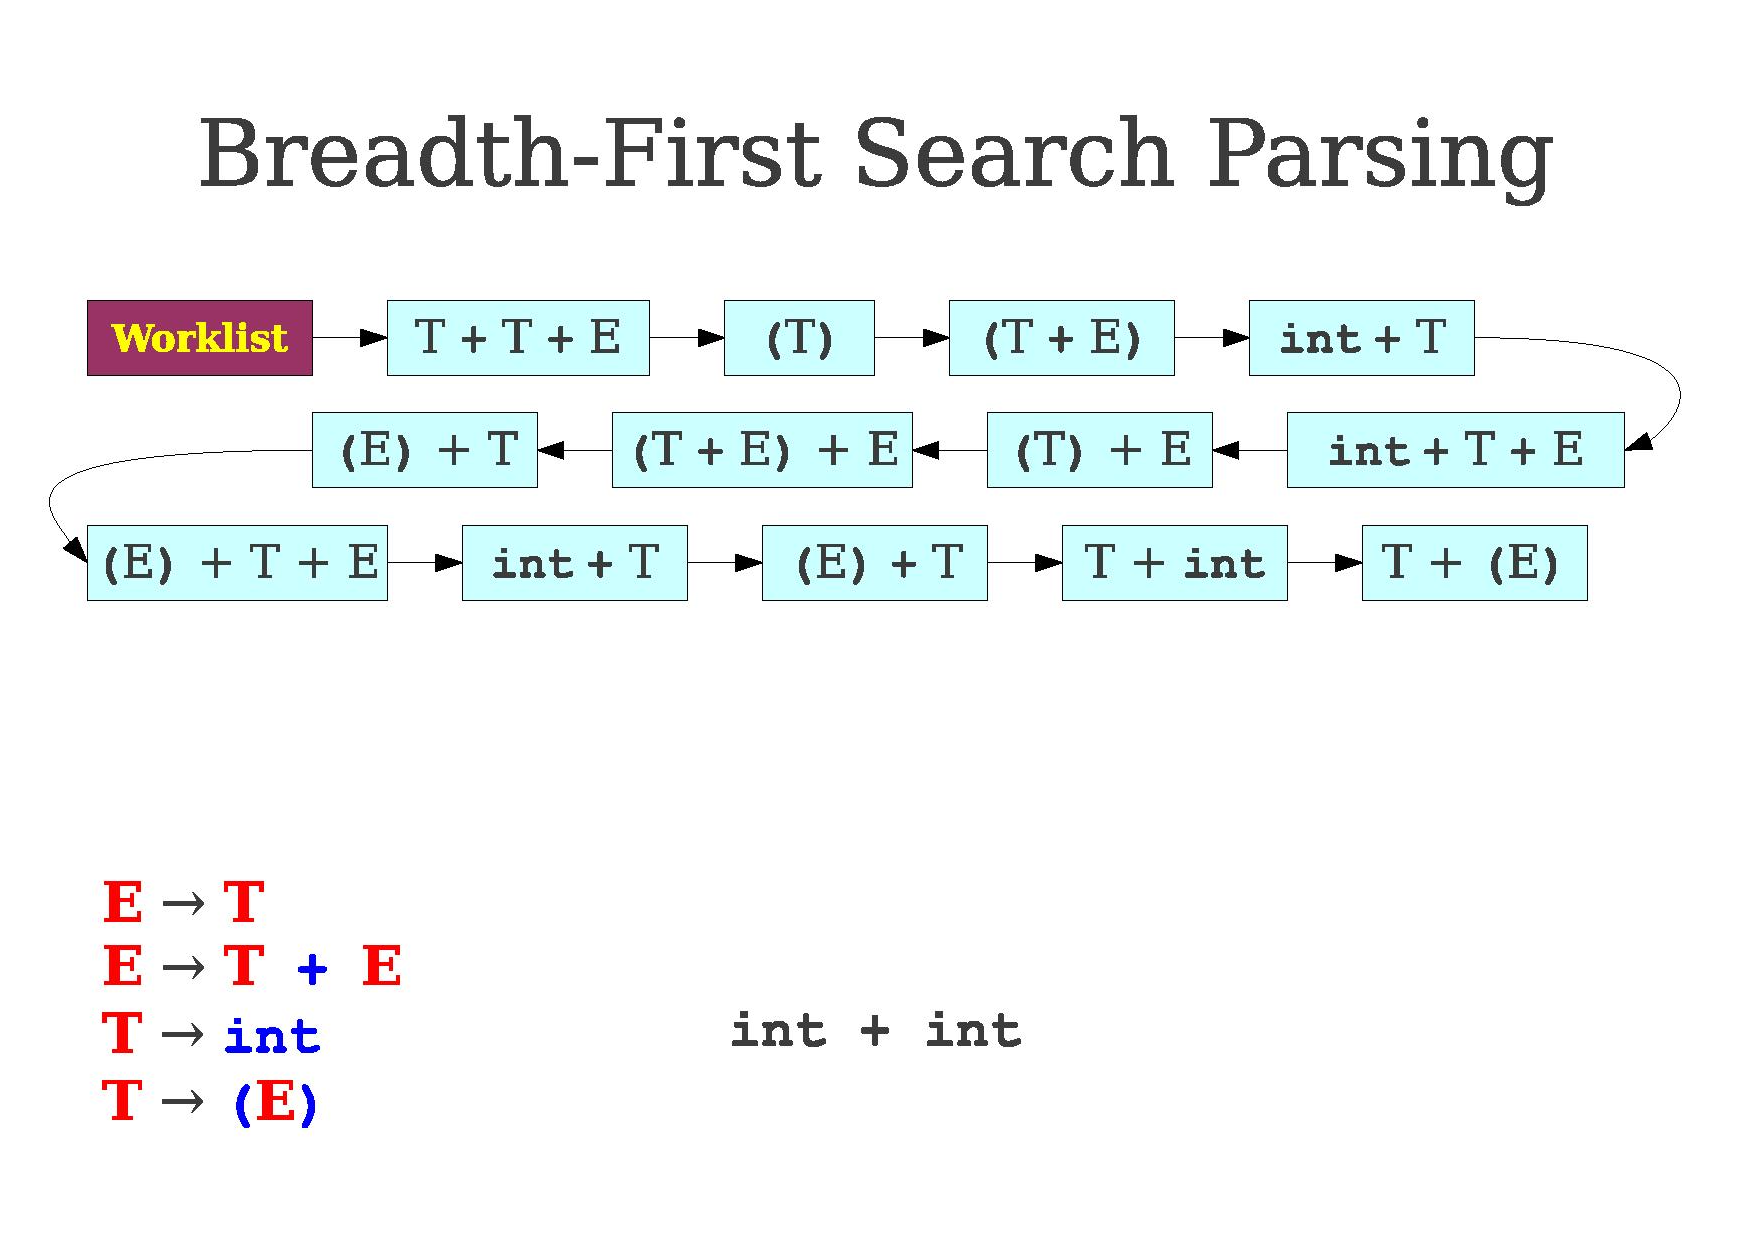 Breadth-First Search Parsing
Worklist T + T + E (T) (T + E) int + T
(E) + T (T + E) + E (T) + E int + T + E
(E) + T + E int + T (E) + T T + int T + (E)
E → T
E → T + E
T → int
int + int
T → (E)